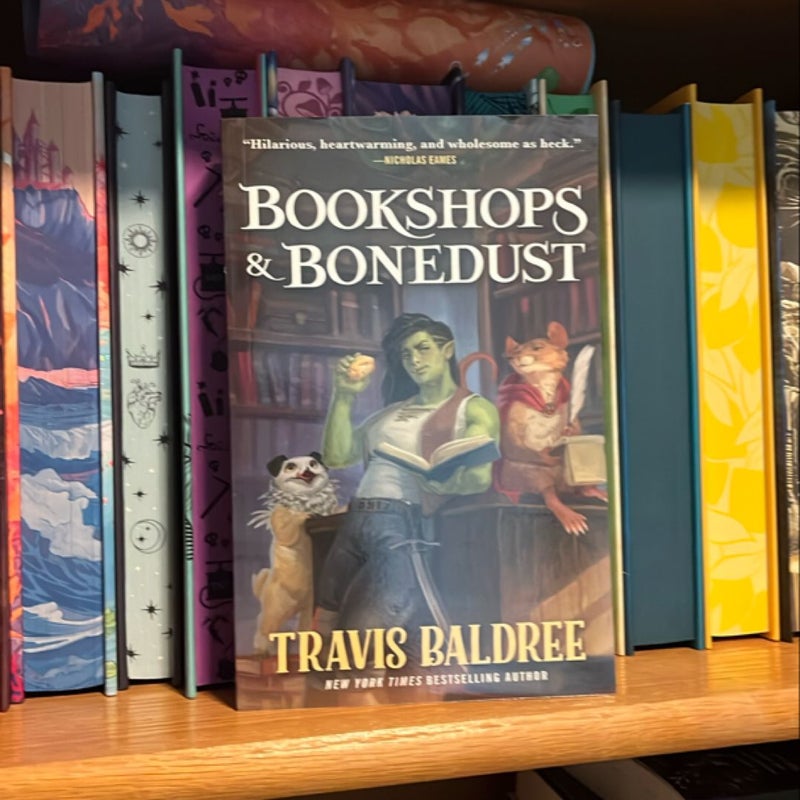 “Hilarious, heartwarming, and wholesome as heck.”
—NICHOLAS EAMES
BOOKSHOPS
& BONEDUST
TRAVIS BALDREE
NEW YORK TIMES BESTSELLING AUTHOR